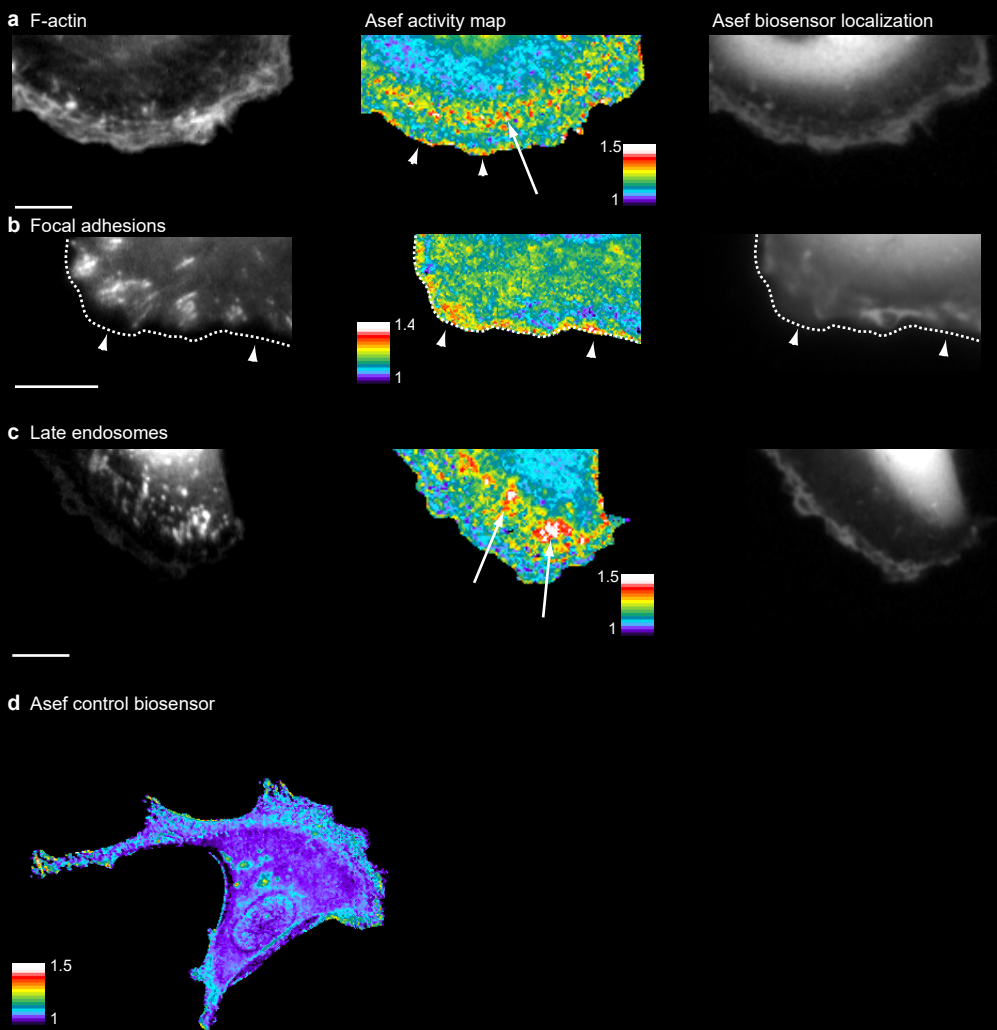 a F-actin Asef activity map Asef biosensor localization
1.5
1
b Focal adhesions
1.4
1
c Late endosomes
1.5
1
d Asef control biosensor
1.5
1